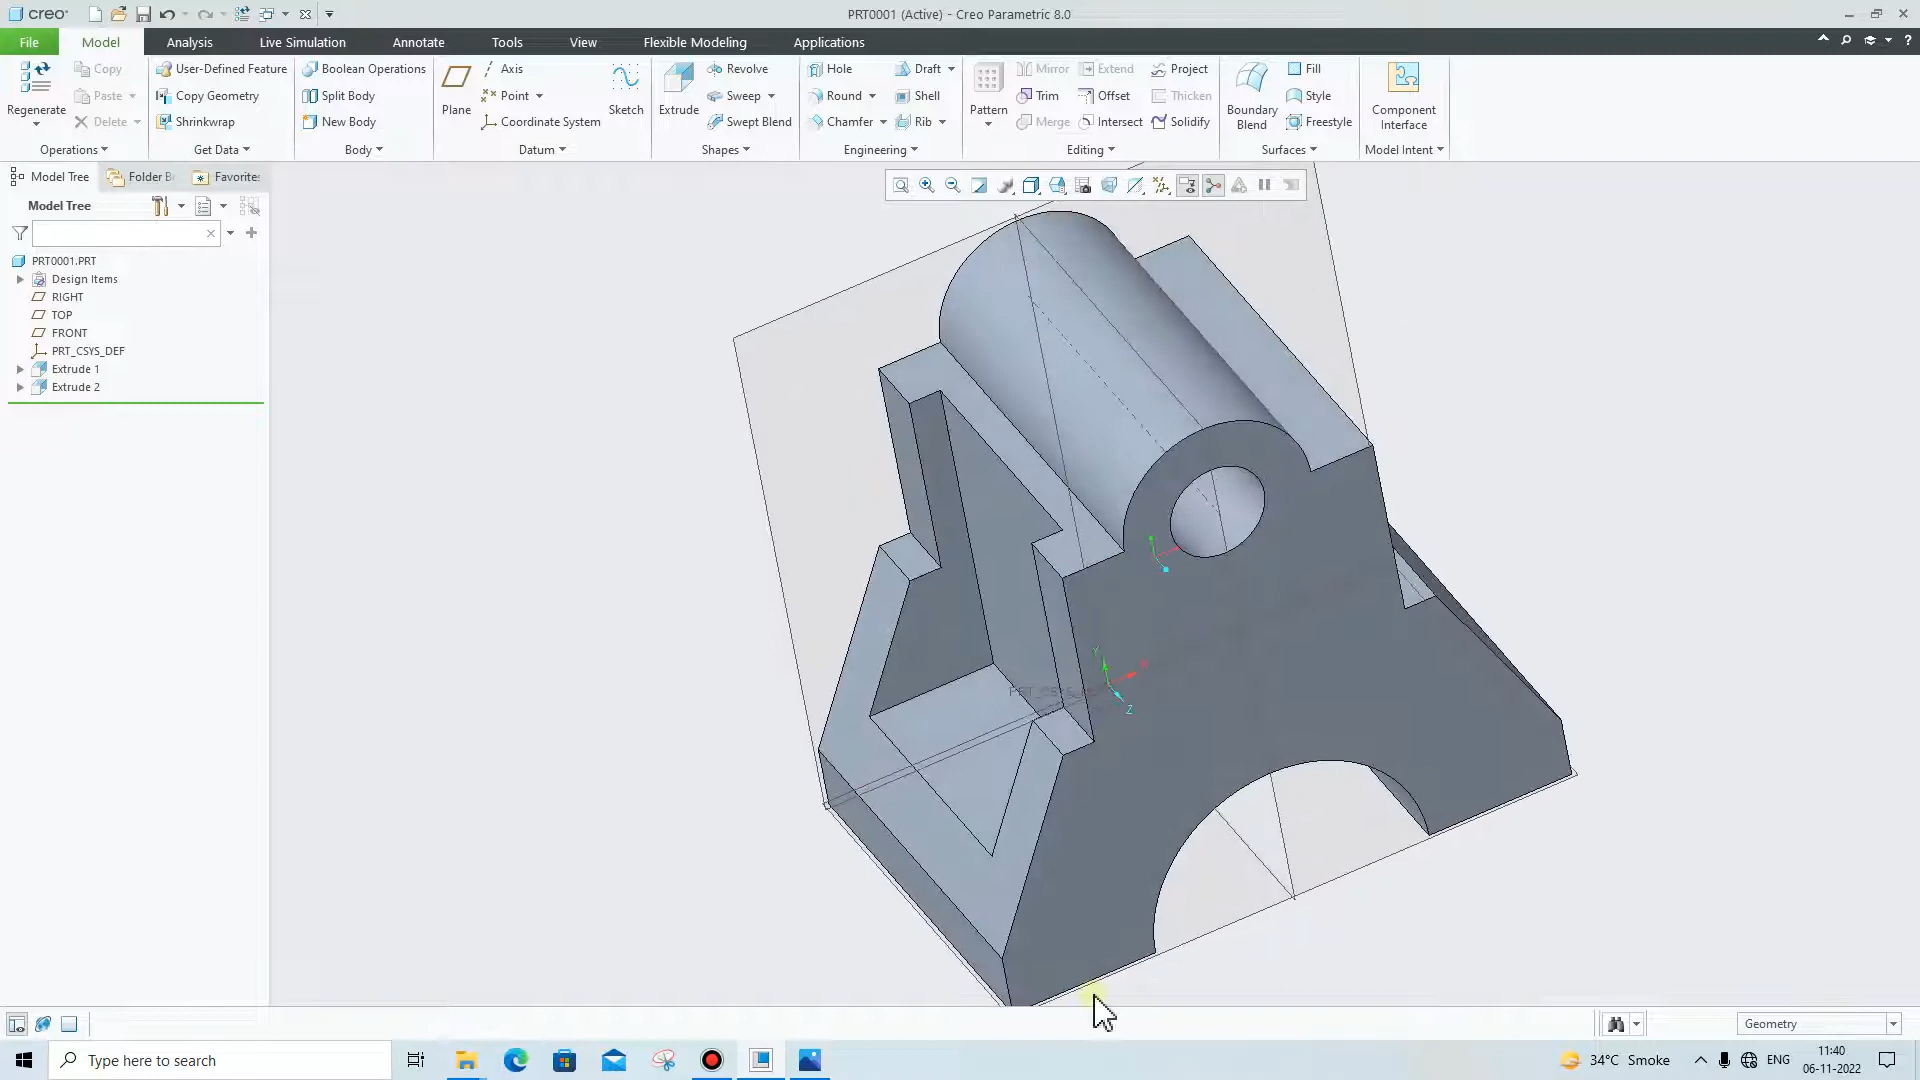 creo
PRT0001 (Active) - Creo Parametric 8.0
File Model Analysis Live Simulation Annotate Tools View Flexible Modeling Applications
Regenerate
Copy
Paste
Delete
Operations
User-Defined Feature
Copy Geometry
Shrinkwrap
Get Data
Boolean Operations
Split Body
New Body
Body
Plane
Axis
Point
Coordinate System
Sketch
Datum
Extrude
Revolve
Sweep
Swept Blend
Shapes
Hole
Round
Chamfer
Draft
Shell
Rib
Engineering
Pattern
Mirror
Trim
Merge
Extend
Offset
Intersect
Project
Thicken
Solidify
Editing
Boundary
Blend
Fill
Style
Freestyle
Surfaces
Component
Interface
Model Intent
Model Tree Folder B Favorites
Model Tree
PRT0001.PRT
Design Items
RIGHT
TOP
FRONT
PRT_CSYS_DEF
Extrude 1
Extrude 2
Y
Z
Geometry
Type here to search
34°C Smoke
ENG
11:40
06-11-2022